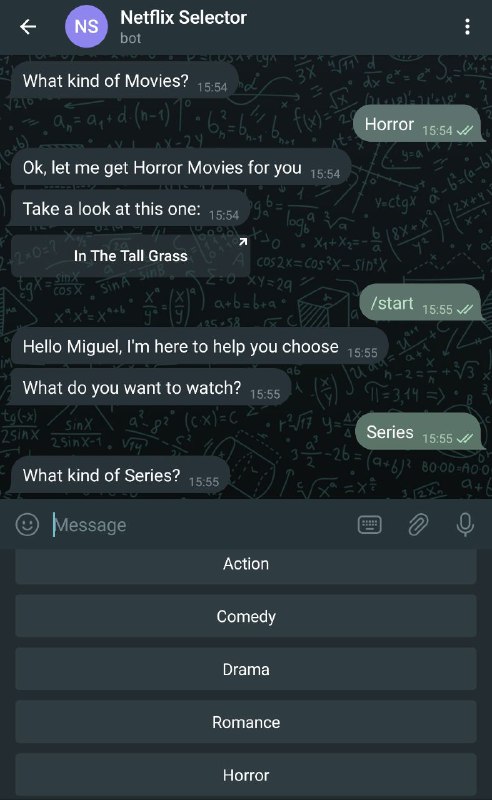 NS
Netflix Selector
bot
What kind of Movies? 15:54
Horror 15:54
Ok, let me get Horror Movies for you 15:54
Take a look at this one: 15:54
In The Tall Grass
/start 15:55
Hello Miguel, I'm here to help you choose 15:55
What do you want to watch? 15:55
Series 15:55
What kind of Series? 15:55
Message
Action
Comedy
Drama
Romance
Horror